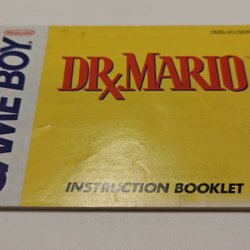 Nintendo
GAME BOY
DR. MARIO
INSTRUCTION BOOKLET